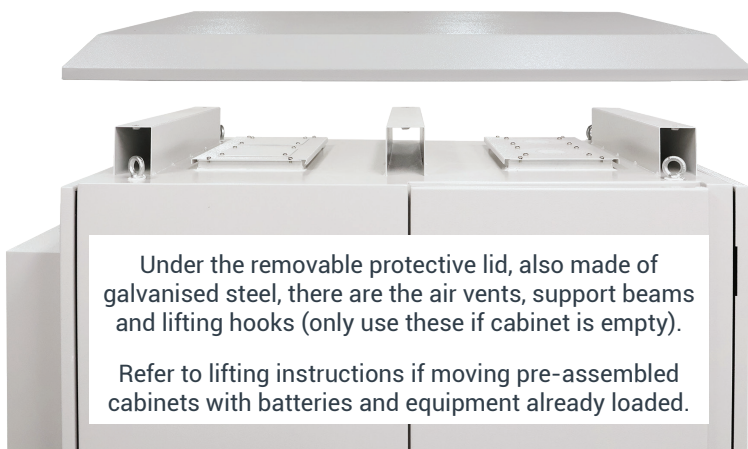 Under the removable protective lid, also made of
galvanised steel, there are the air vents, support beams
and lifting hooks (only use these if cabinet is empty).
Refer to lifting instructions if moving pre-assembled
cabinets with batteries and equipment already loaded.